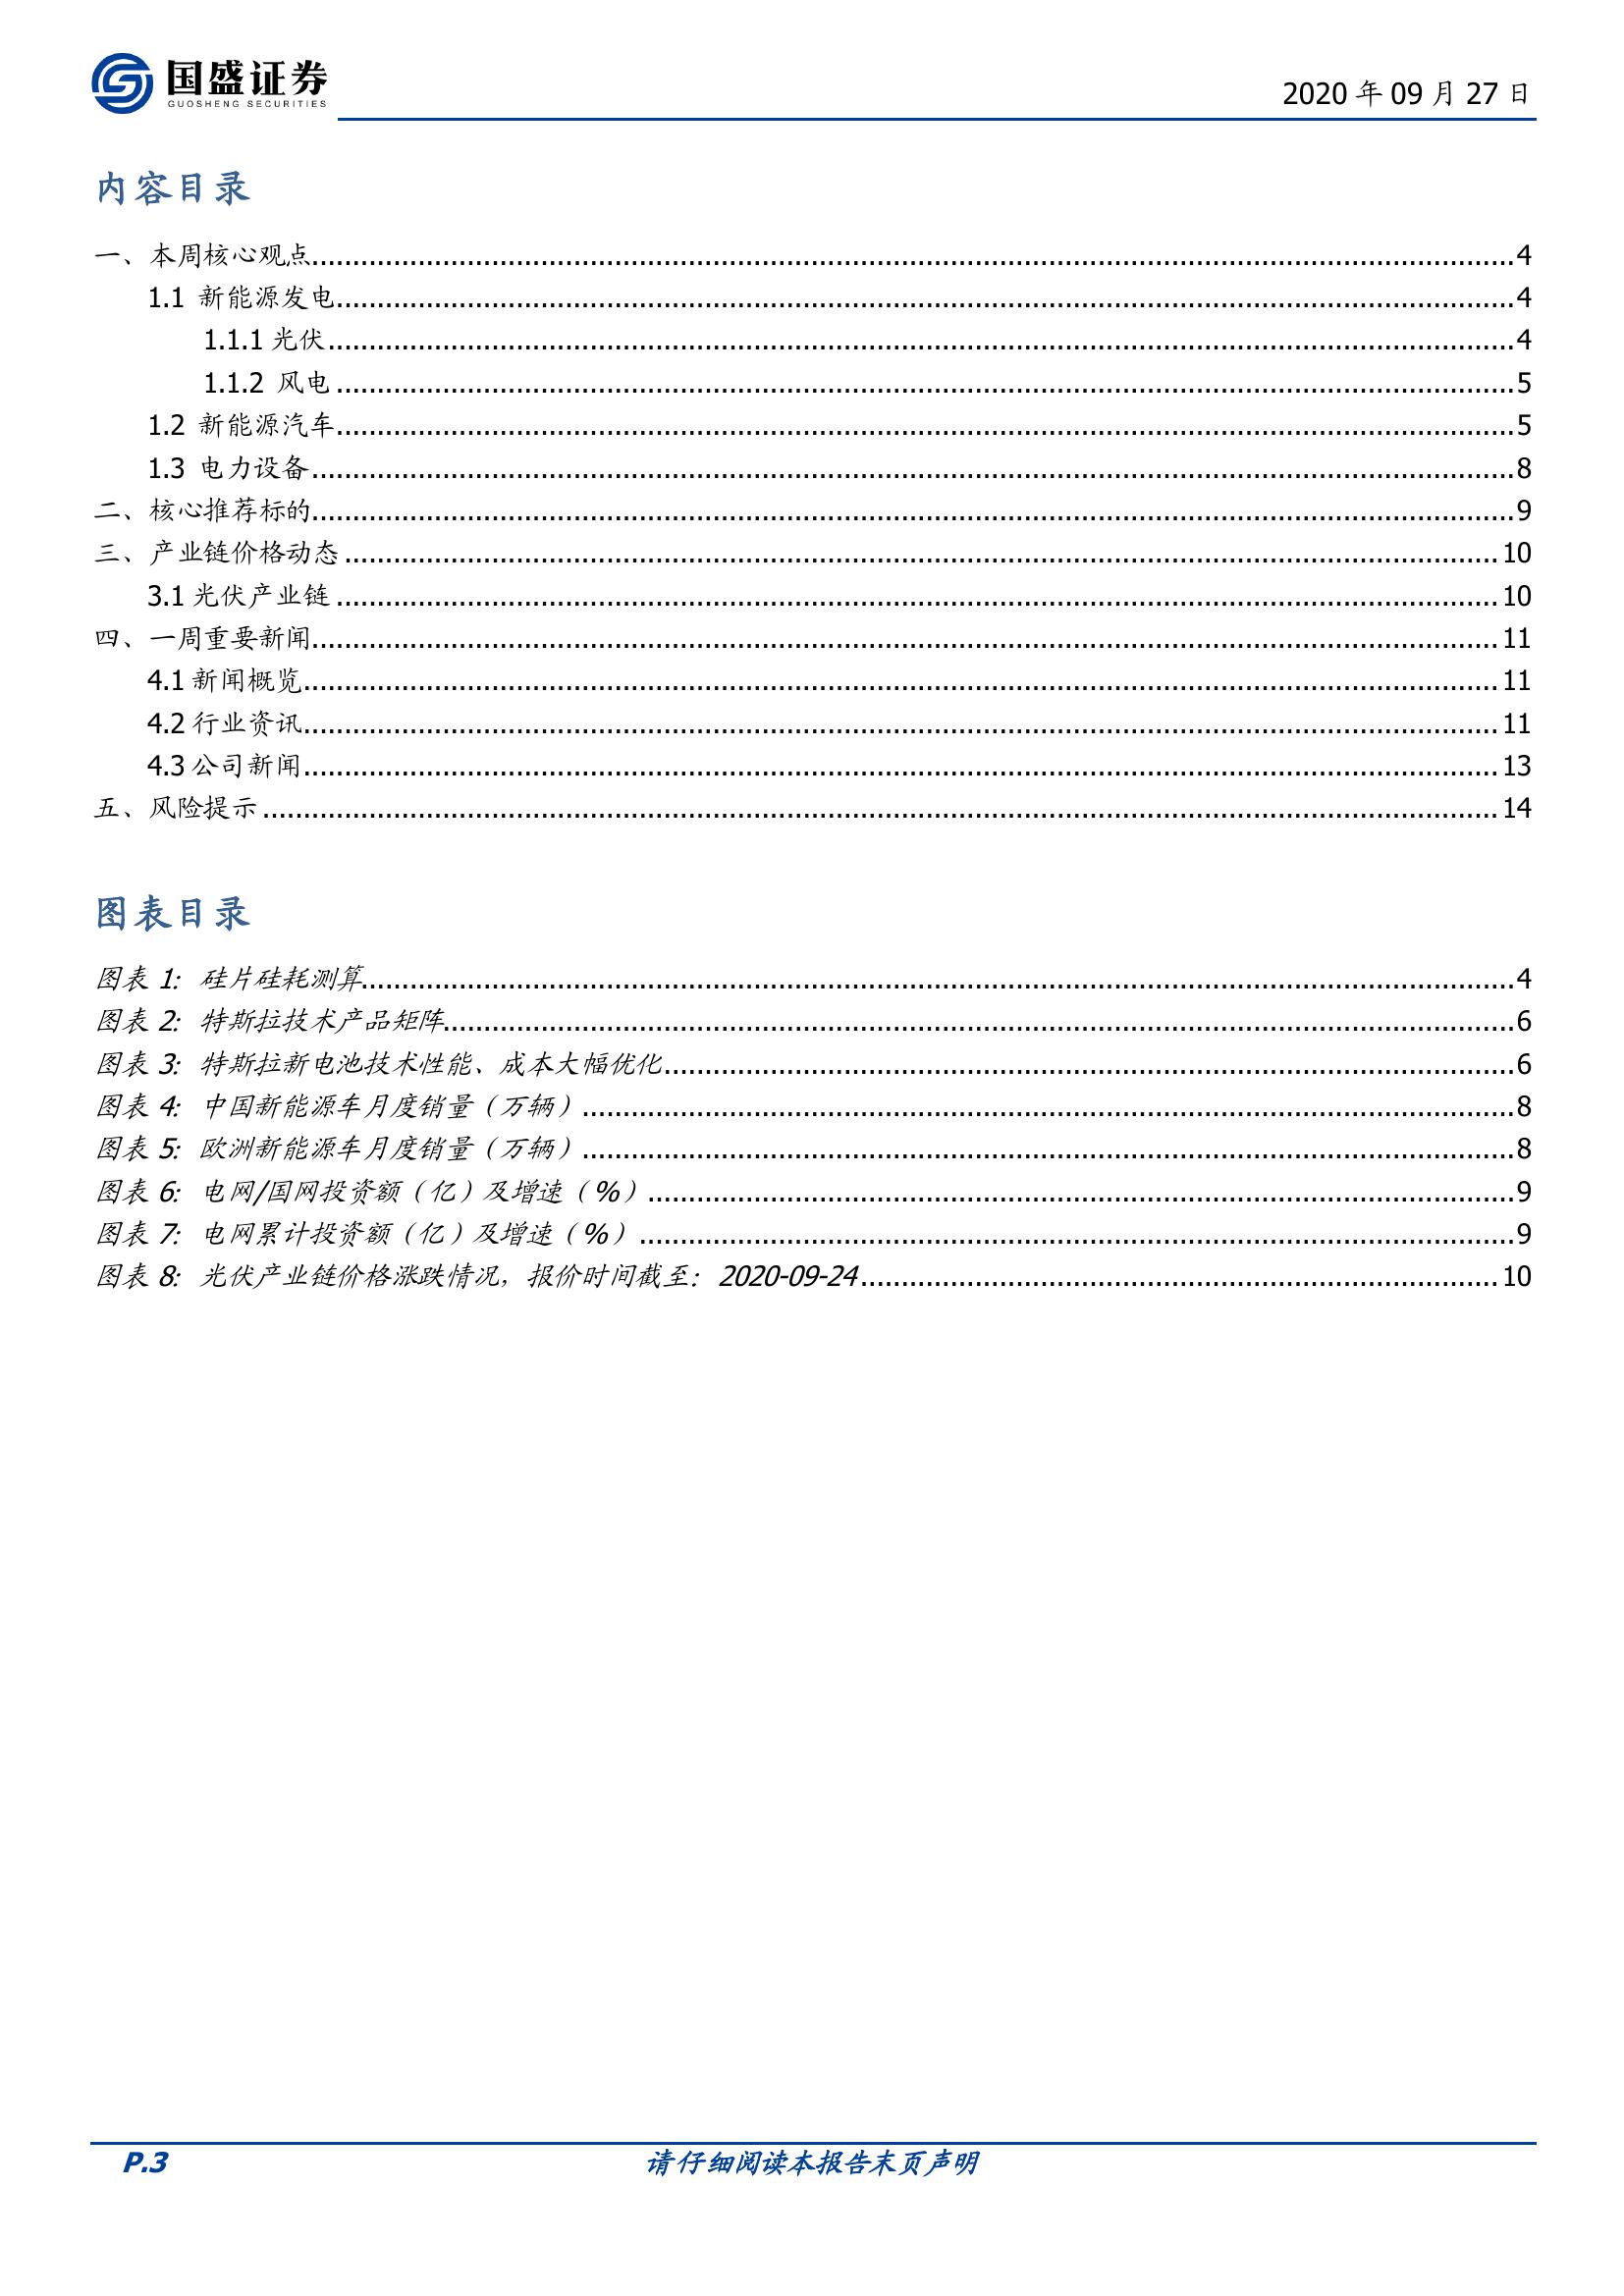 国盛证券
GUOSHENG SECURITIES
2020 年 09 月 27 日
内容目录
一、本周核心观点........4
1.1 新能源发电........4
1.1.1 光伏........4
1.1.2 风电........5
1.2 新能源汽车........5
1.3 电力设备........8
二、核心推荐标的........9
三、产业链价格动态........10
3.1 光伏产业链........10
四、一周重要新闻........11
4.1 新闻概览........11
4.2 行业资讯........11
4.3 公司新闻........13
五、风险提示........14
图表目录
图表 1: 硅片硅耗测算........4
图表 2: 特斯拉技术产品矩阵........6
图表 3: 特斯拉新电池技术性能、成本大幅优化........6
图表 4: 中国新能源车月度销量（万辆）........8
图表 5: 欧洲新能源车月度销量（万辆）........8
图表 6: 电网/国网投资额（亿）及增速（%）........9
图表 7: 电网累计投资额（亿）及增速（%）........9
图表 8: 光伏产业链价格涨跌情况，报价时间截至：2020-09-24........10
P.3 请仔细阅读本报告末页声明